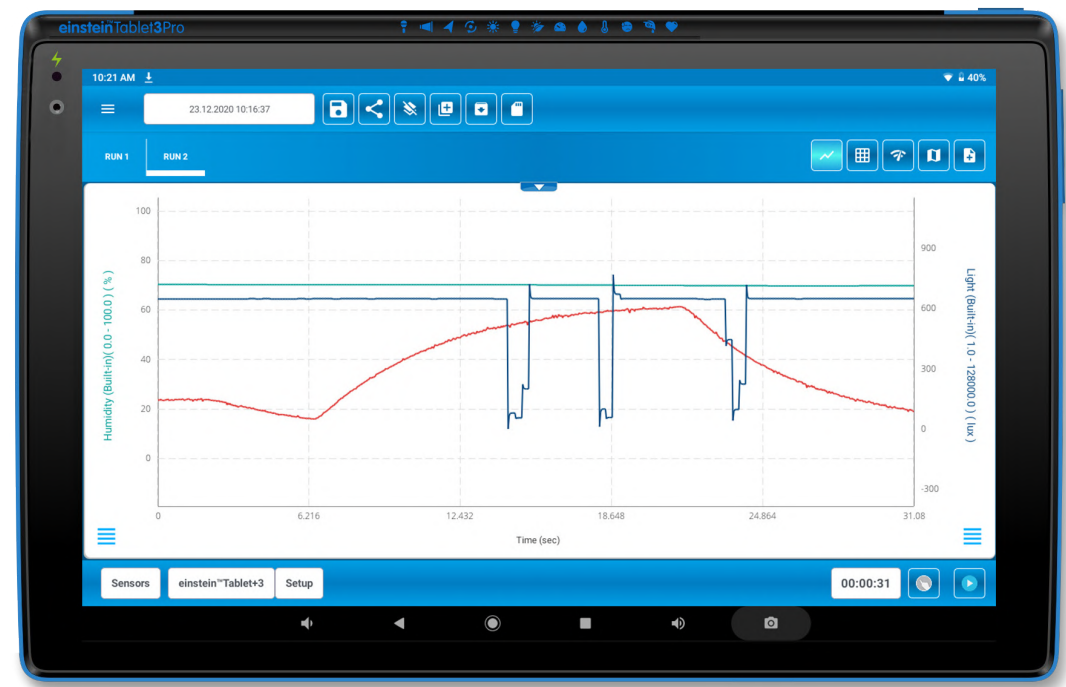 einstein™Tablet3Pro
10:21 AM 40%
23.12.2020 10:16:37
RUN 1 RUN 2
100
80
60
40
20
0
Humidity (Built-in)( 0.0 - 100.0 ) ( % )
900
600
300
0
-300
Light (Built-in)( 1.0 - 128000.0 ) ( lux )
0 6.216 12.432 18.648 24.864 31.08
Time (sec)
Sensors einstein™Tablet+3 Setup 00:00:31